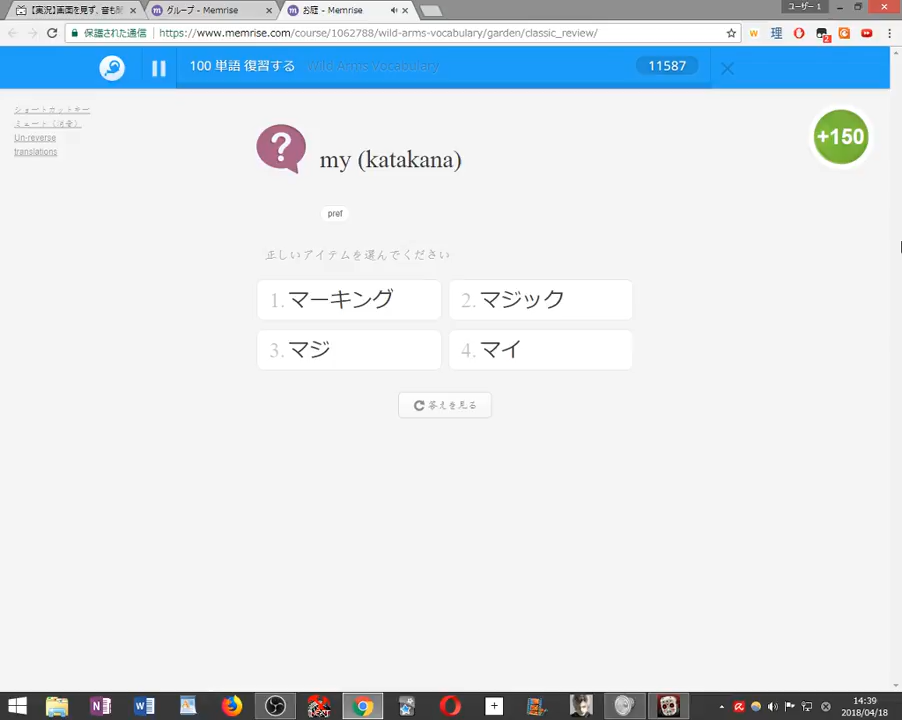 【実況】画面を見ず、音も
グループ - Memrise
お庭 - Memrise
ユーザー 1
保護された通信
https://www.memrise.com/course/1062788/wild-arms-vocabulary/garden/classic_review/
100 単語 復習する
Wild Arms Vocabulary
11587
ショートカットキー
ミュート（消音）
Un-reverse
translations
?
my (katakana)
+150
pref
正しいアイテムを選んでください
1. マーキング
2. マジック
3. マジ
4. マイ
答えを見る
14:39
2018/04/18